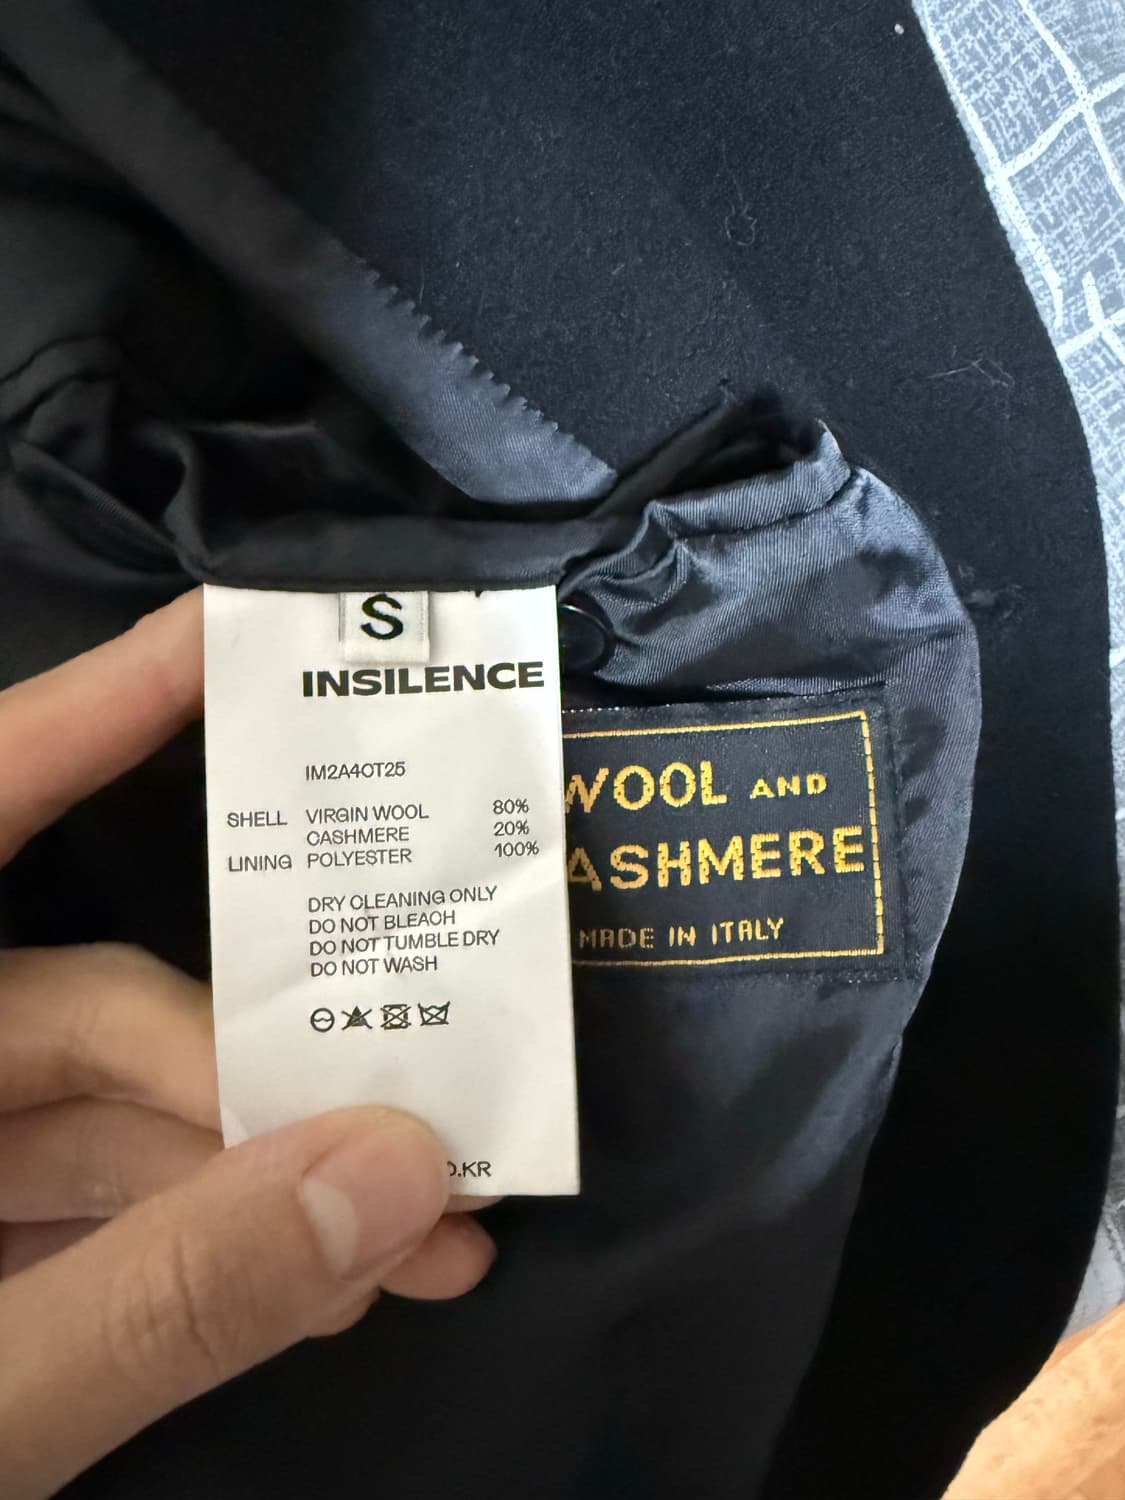 S
INSILENCE
IM2A4OT25
SHELL VIRGIN WOOL 80%
CASHMERE 20%
LINING POLYESTER 100%
DRY CLEANING ONLY
DO NOT BLEACH
DO NOT TUMBLE DRY
DO NOT WASH
.KR
WOOL AND
ASHMERE
MADE IN ITALY